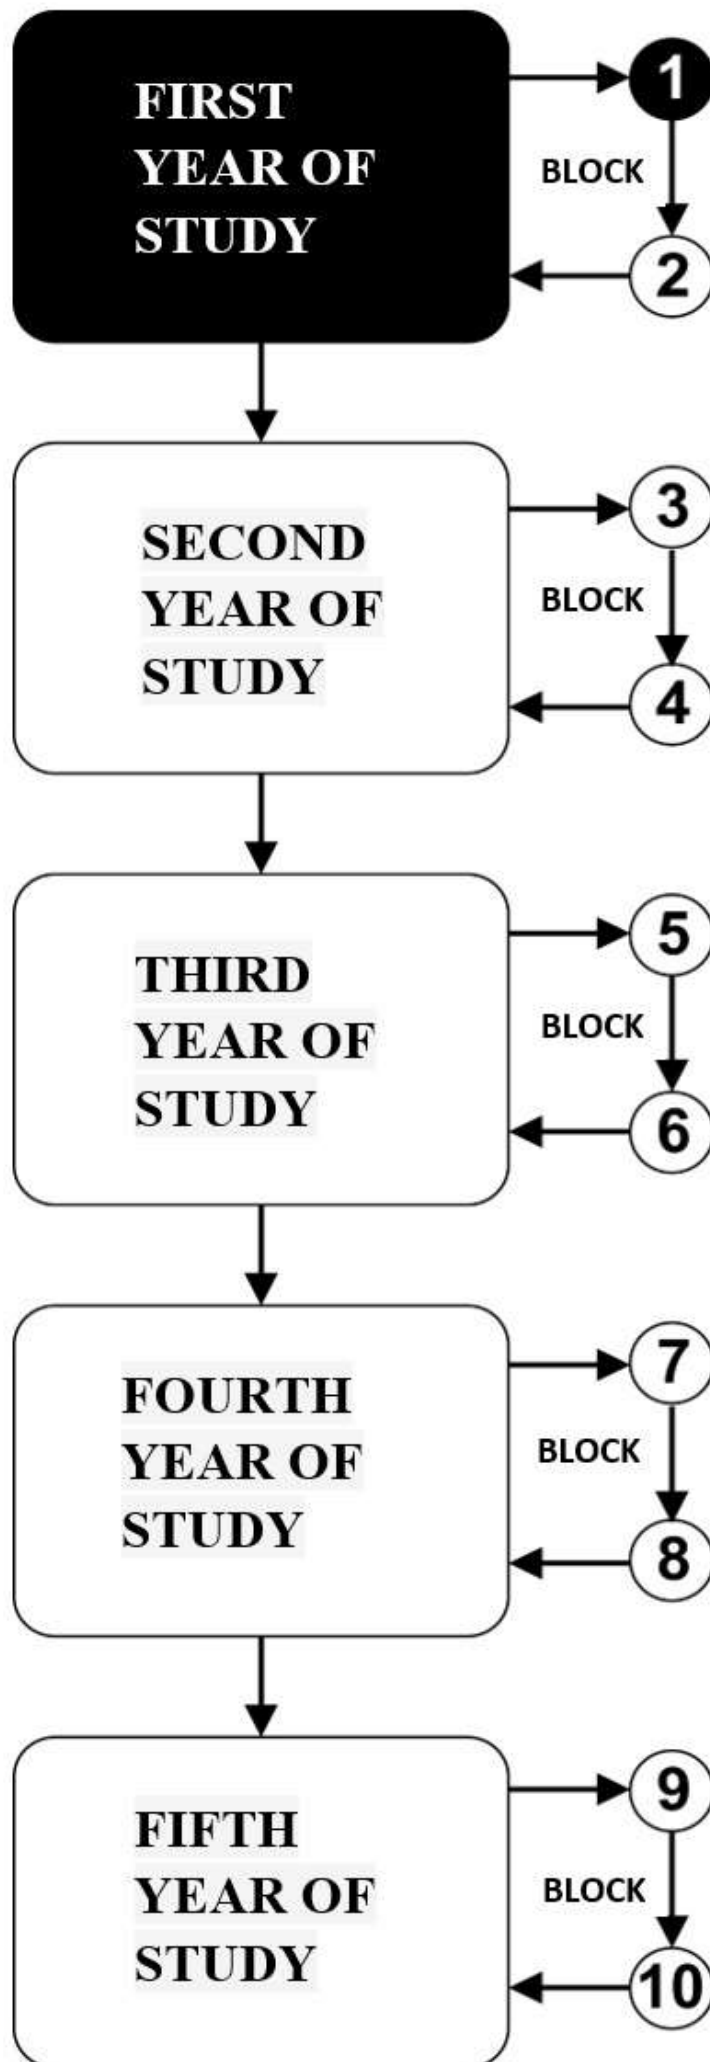 FIRST
YEAR OF
STUDY
1
BLOCK
2
SECOND
YEAR OF
STUDY
3
BLOCK
4
THIRD
YEAR OF
STUDY
5
BLOCK
6
FOURTH
YEAR OF
STUDY
7
BLOCK
8
FIFTH
YEAR OF
STUDY
9
BLOCK
10